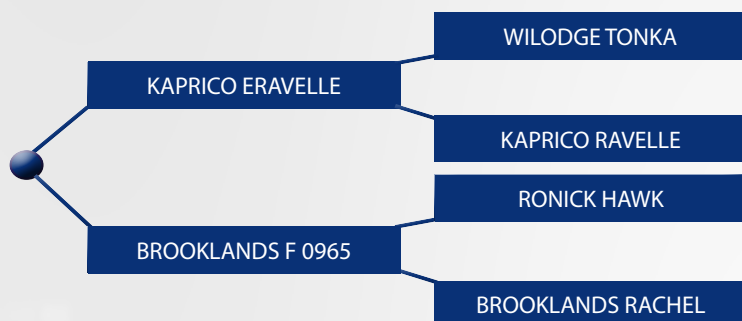 WILODGE TONKA
KAPRICO ERAVELLE
KAPRICO RAVELLE
RONICK HAWK
BROOKLANDS F 0965
BROOKLANDS RACHEL